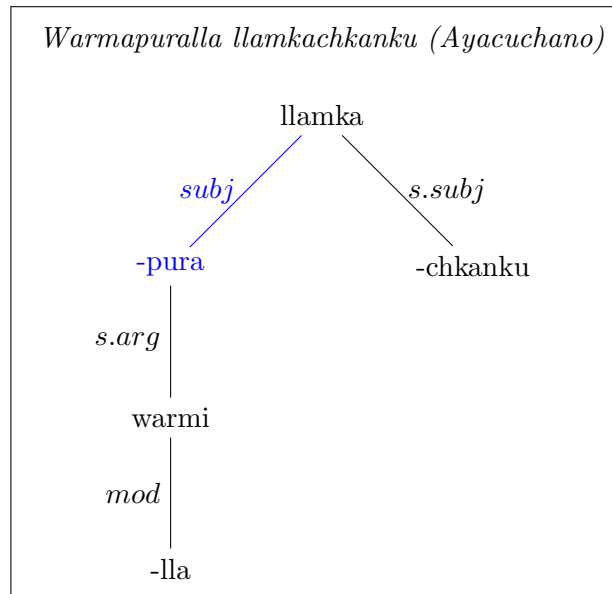 Warmapuralla llamkachkanku (Ayacuchano)
llamka
subj s.subj
-pura -chkanku
s.arg
warmi
mod
-lla